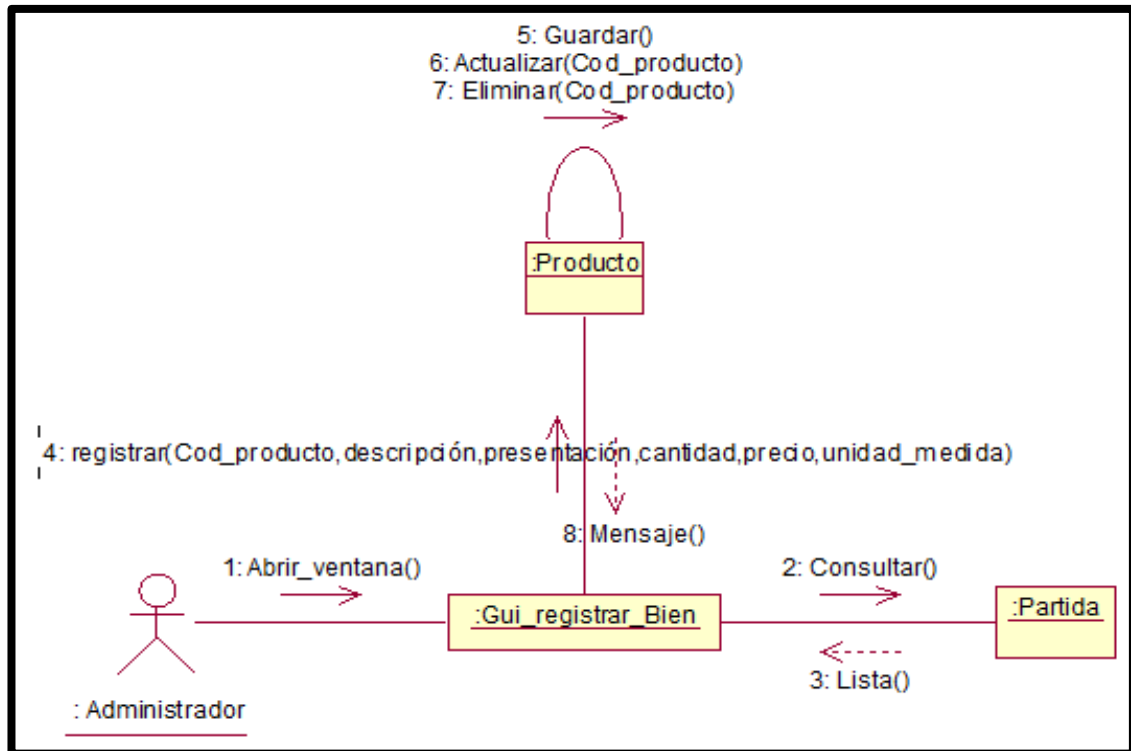 5: Guardar()
6: Actualizar(Cod_producto)
7: Eliminar(Cod_producto)
:Producto
4: registrar(Cod_producto,descripción,presentación,cantidad,precio,unidad_medida)
8: Mensaje()
1: Abrir_ventana()
2: Consultar()
:Gui_registrar_Bien
:Partida
3: Lista()
: Administrador